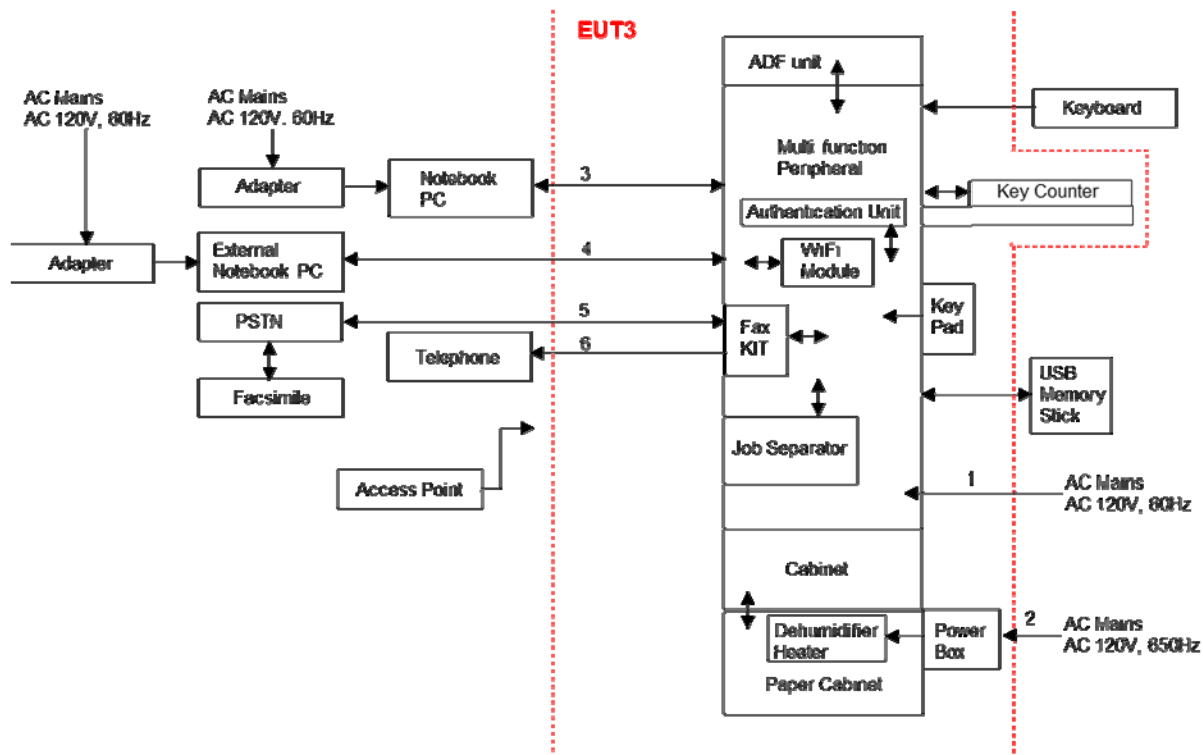 EUT3
ADF unit
AC Mains
AC 120V, 60Hz
AC Mains
AC 120V. 60Hz
Keyboard
Multi function
Peripheral
Adapter
Notebook
PC
3
Key Counter
Authentication Unit
Adapter
External
Notebook PC
4
WiFi
Module
PSTN
5
Fax
KIT
Key
Pad
Telephone
6
Facsimile
USB
Memory
Stick
Job Separator
Access Point
1
AC Mains
AC 120V, 60Hz
Cabinet
Dehumidifier
Heater
Power
Box
2
AC Mains
AC 120V, 650Hz
Paper Cabinet